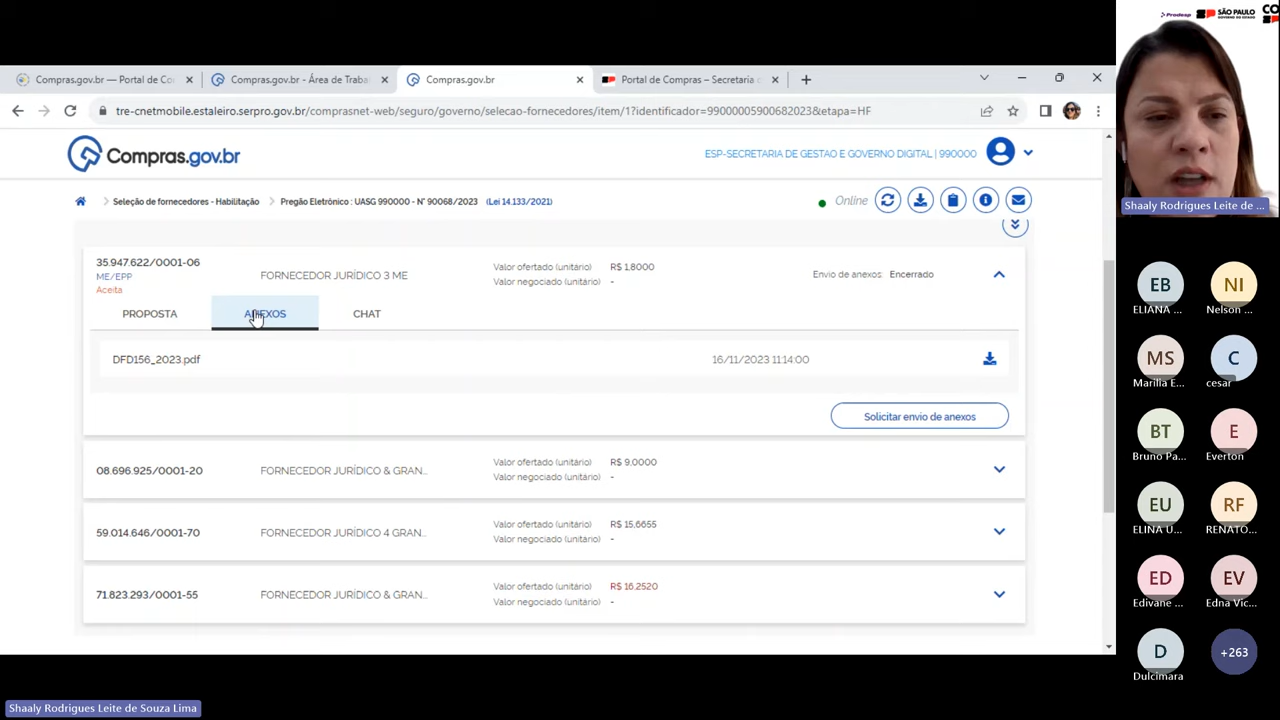 Prodesp
SÃO PAULO
GOVERNO DO ESTADO
Compras.gov.br — Portal de Co
Compras.gov.br - Área de Traba
Compras.gov.br
Portal de Compras – Secretaria d
tre-cnetmobile.estaleiro.serpro.gov.br/comprasnet-web/seguro/governo/selecao-fornecedores/item/1?identificador=99000005900682023&etapa=HF
Compras.gov.br
ESP-SECRETARIA DE GESTAO E GOVERNO DIGITAL | 990000
Seleção de fornecedores - Habilitação
Pregão Eletrônico : UASG 990000 - N° 90068/2023 (Lei 14.133/2021)
Online
35.947.622/0001-06
ME/EPP
Aceita
FORNECEDOR JURÍDICO 3 ME
Valor ofertado (unitário) R$ 1,8000
Valor negociado (unitário) -
Envio de anexos: Encerrado
PROPOSTA
ANEXOS
CHAT
DFD156_2023.pdf
16/11/2023 11:14:00
Solicitar envio de anexos
08.696.925/0001-20
FORNECEDOR JURÍDICO & GRAN...
Valor ofertado (unitário) R$ 9,0000
Valor negociado (unitário) -
59.014.646/0001-70
FORNECEDOR JURÍDICO 4 GRAN...
Valor ofertado (unitário) R$ 15,6655
Valor negociado (unitário) -
71.823.293/0001-55
FORNECEDOR JURÍDICO & GRAN...
Valor ofertado (unitário) R$ 16,2520
Valor negociado (unitário) -
Shaaly Rodrigues Leite de ...
EB
ELIANA ...
NI
Nelson ...
MS
Marilia E...
C
cesar
BT
Bruno Pa...
E
Everton
EU
ELINA U...
RF
RENATO...
ED
Edivane ...
EV
Edna Vic...
D
Dulcimara
+263
Shaaly Rodrigues Leite de Souza Lima